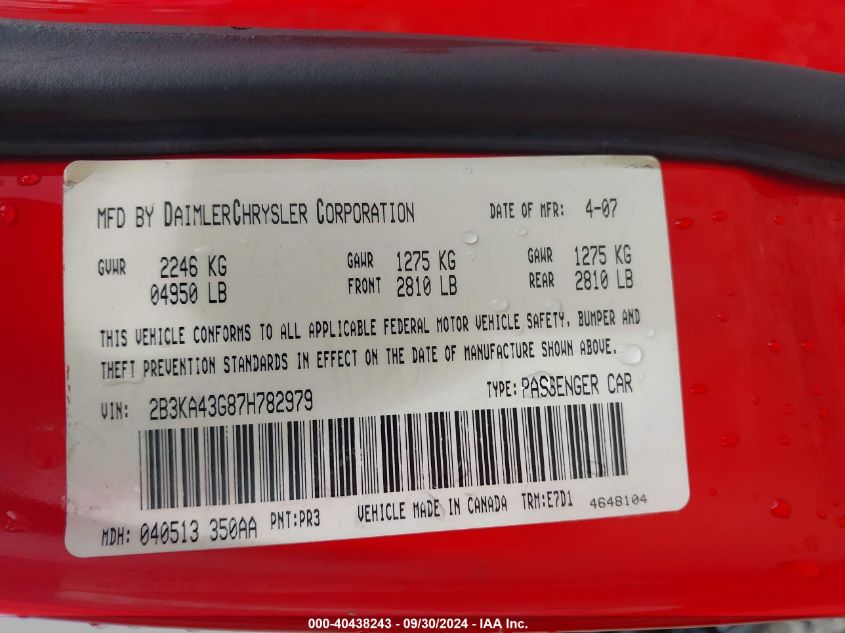 MFD BY DAIMLERCHRYSLER CORPORATION DATE OF MFR: 4-07
GVWR 2246 KG GAWR 1275 KG GAWR 1275 KG
04950 LB FRONT 2810 LB REAR 2810 LB
THIS VEHICLE CONFORMS TO ALL APPLICABLE FEDERAL MOTOR VEHICLE SAFETY, BUMPER AND
THEFT PREVENTION STANDARDS IN EFFECT ON THE DATE OF MANUFACTURE SHOWN ABOVE.
VIN: 2B3KA43G87H782979 TYPE: PASSENGER CAR
MDH: 040513 350AA PNT:PR3 VEHICLE MADE IN CANADA TRM:E7D1 4648104
000-40438243 - 09/30/2024 - IAA Inc.